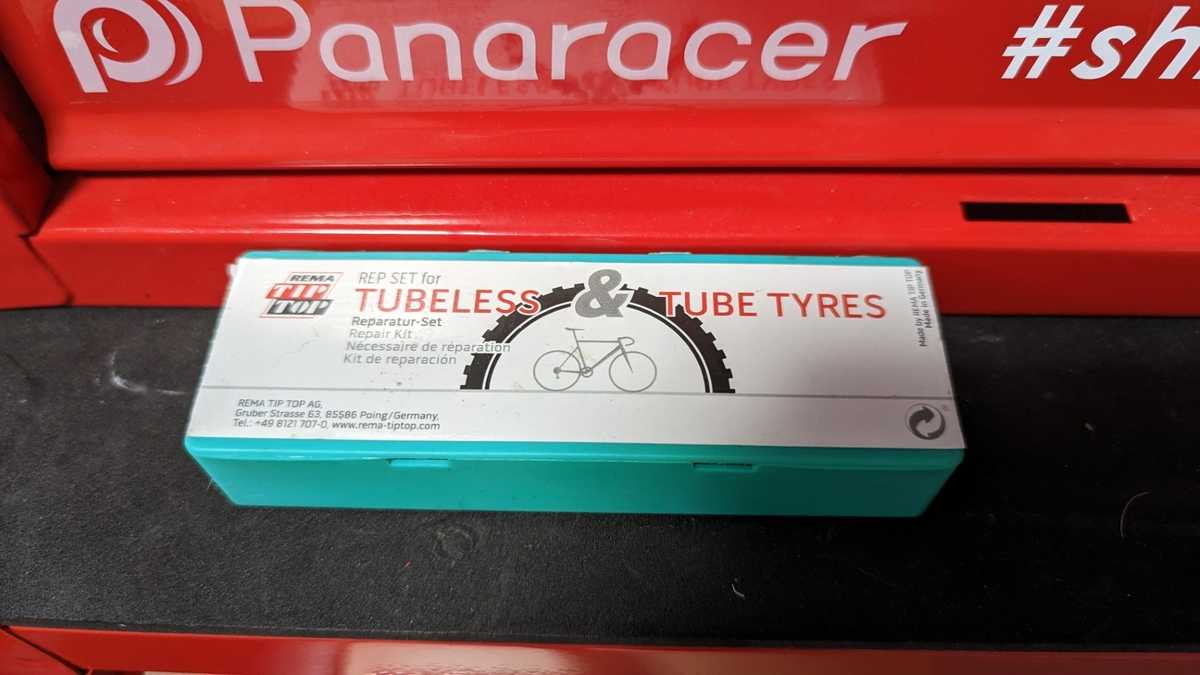 Panaracer
#sh
REMA
TIP
TOP
REP SET for
TUBELESS & TUBE TYRES
Reparatur-Set
Repair Kit
Nécessaire de réparation
Kit de reparación
Made by REMA TIP TOP
Made in Germany
REMA TIP TOP AG,
Gruber Strasse 63, 85586 Poing/Germany,
Tel.: +49 8121 707-0, www.rema-tiptop.com